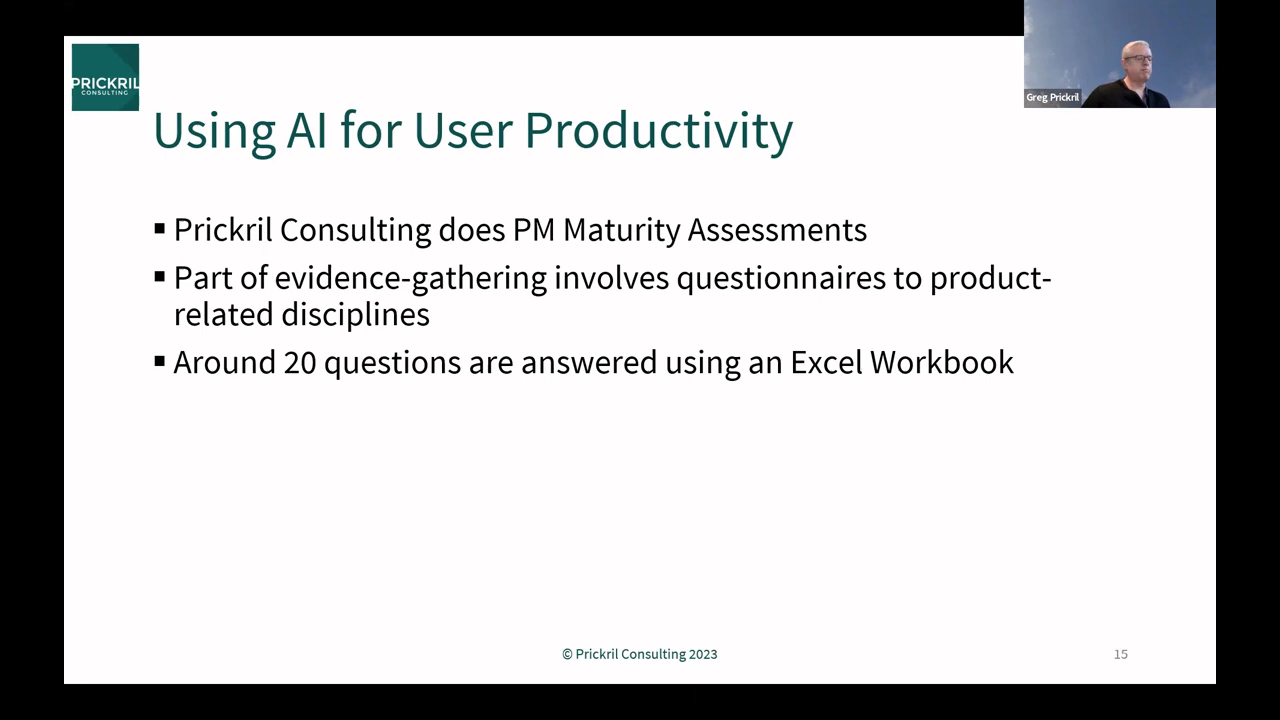 PRICKRIL
CONSULTING
Greg Prickril
Using AI for User Productivity
▪ Prickril Consulting does PM Maturity Assessments
▪ Part of evidence-gathering involves questionnaires to product-
related disciplines
▪ Around 20 questions are answered using an Excel Workbook
© Prickril Consulting 2023
15